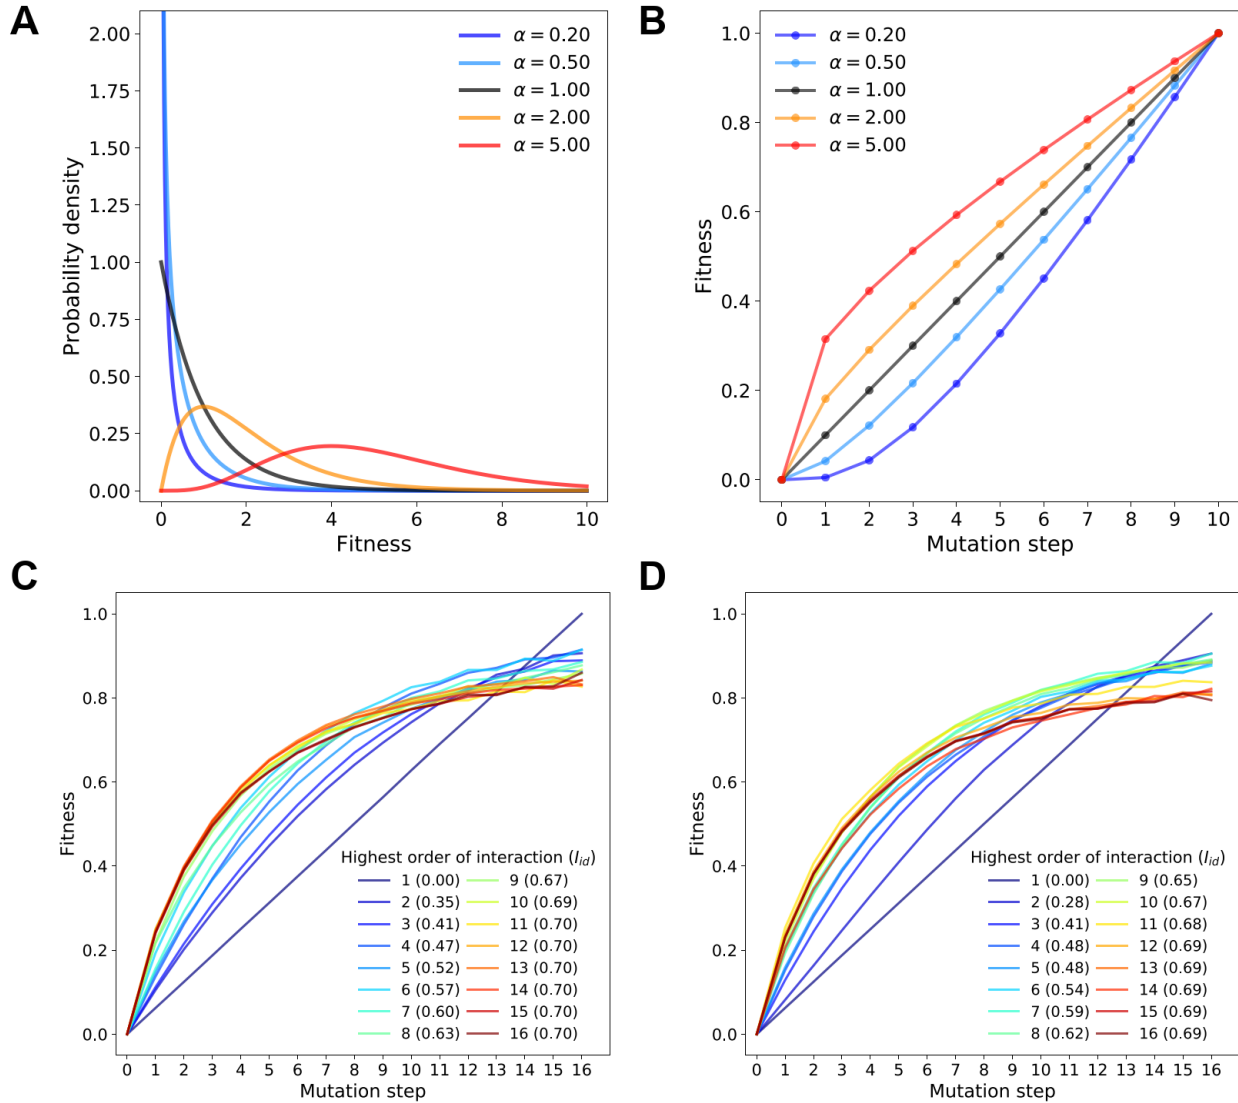 A
2.00
1.75
1.50
1.25
1.00
0.75
0.50
0.25
0.00
Probability density
α = 0.20
α = 0.50
α = 1.00
α = 2.00
α = 5.00
0 2 4 6 8 10
Fitness
B
1.0
0.8
0.6
0.4
0.2
0.0
Fitness
α = 0.20
α = 0.50
α = 1.00
α = 2.00
α = 5.00
0 1 2 3 4 5 6 7 8 9 10
Mutation step
C
1.0
0.8
0.6
0.4
0.2
0.0
Fitness
Highest order of interaction (I_id)
1 (0.00) 9 (0.67)
2 (0.35) 10 (0.69)
3 (0.41) 11 (0.70)
4 (0.47) 12 (0.70)
5 (0.52) 13 (0.70)
6 (0.57) 14 (0.70)
7 (0.60) 15 (0.70)
8 (0.63) 16 (0.70)
0 1 2 3 4 5 6 7 8 9 10 11 12 13 14 15 16
Mutation step
D
1.0
0.8
0.6
0.4
0.2
0.0
Fitness
Highest order of interaction (I_id)
1 (0.00) 9 (0.65)
2 (0.28) 10 (0.67)
3 (0.41) 11 (0.68)
4 (0.48) 12 (0.69)
5 (0.48) 13 (0.69)
6 (0.54) 14 (0.69)
7 (0.59) 15 (0.69)
8 (0.62) 16 (0.69)
0 1 2 3 4 5 6 7 8 9 10 11 12 13 14 15 16
Mutation step